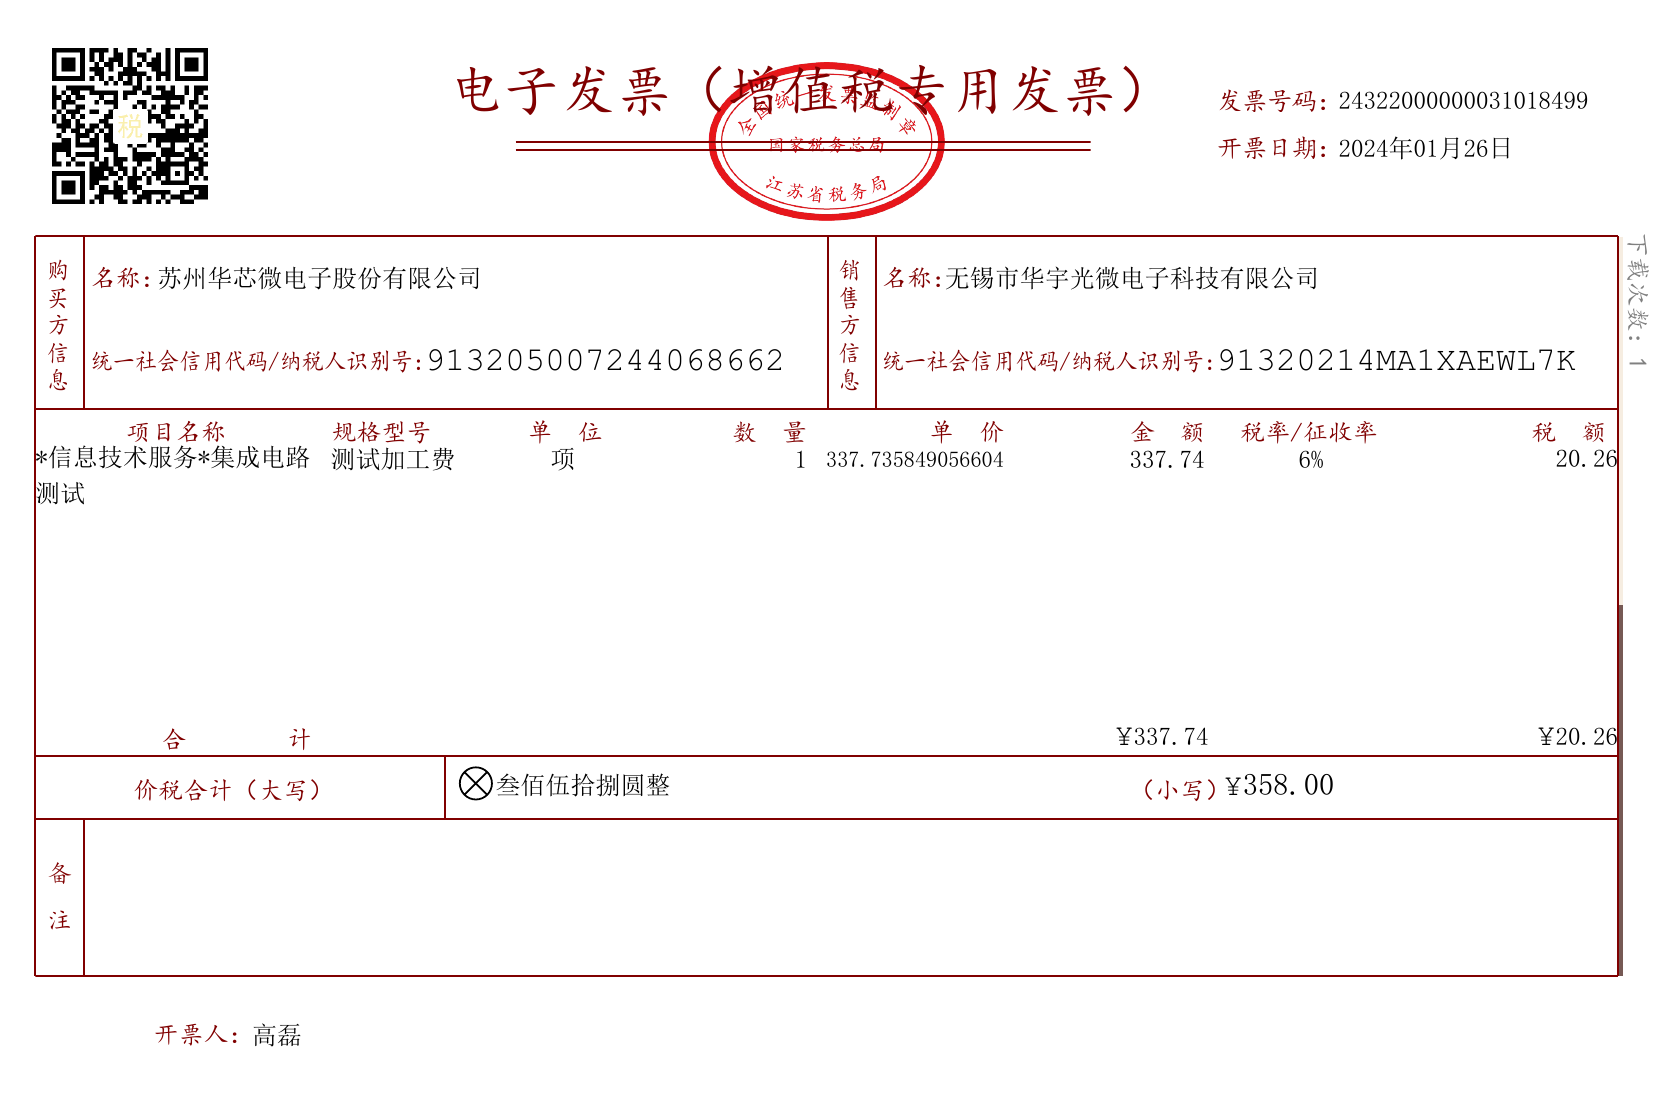 电子发票（增值税专用发票）
全国统一发票监制章
国家税务总局
江苏省税务局
税
发票号码：24322000000031018499
开票日期：2024年01月26日
下载次数：1
购买方信息
名称：苏州华芯微电子股份有限公司
统一社会信用代码/纳税人识别号：913205007244068662
销售方信息
名称：无锡市华宇光微电子科技有限公司
统一社会信用代码/纳税人识别号：91320214MA1XAEWL7K
项目名称 规格型号 单位 数量 单价 金额 税率/征收率 税额
*信息技术服务*集成电路 测试加工费 项 1 337.735849056604 337.74 6% 20.26
测试
合计 ¥337.74 ¥20.26
价税合计（大写） 叁佰伍拾捌圆整 （小写）¥358.00
备注
开票人：高磊